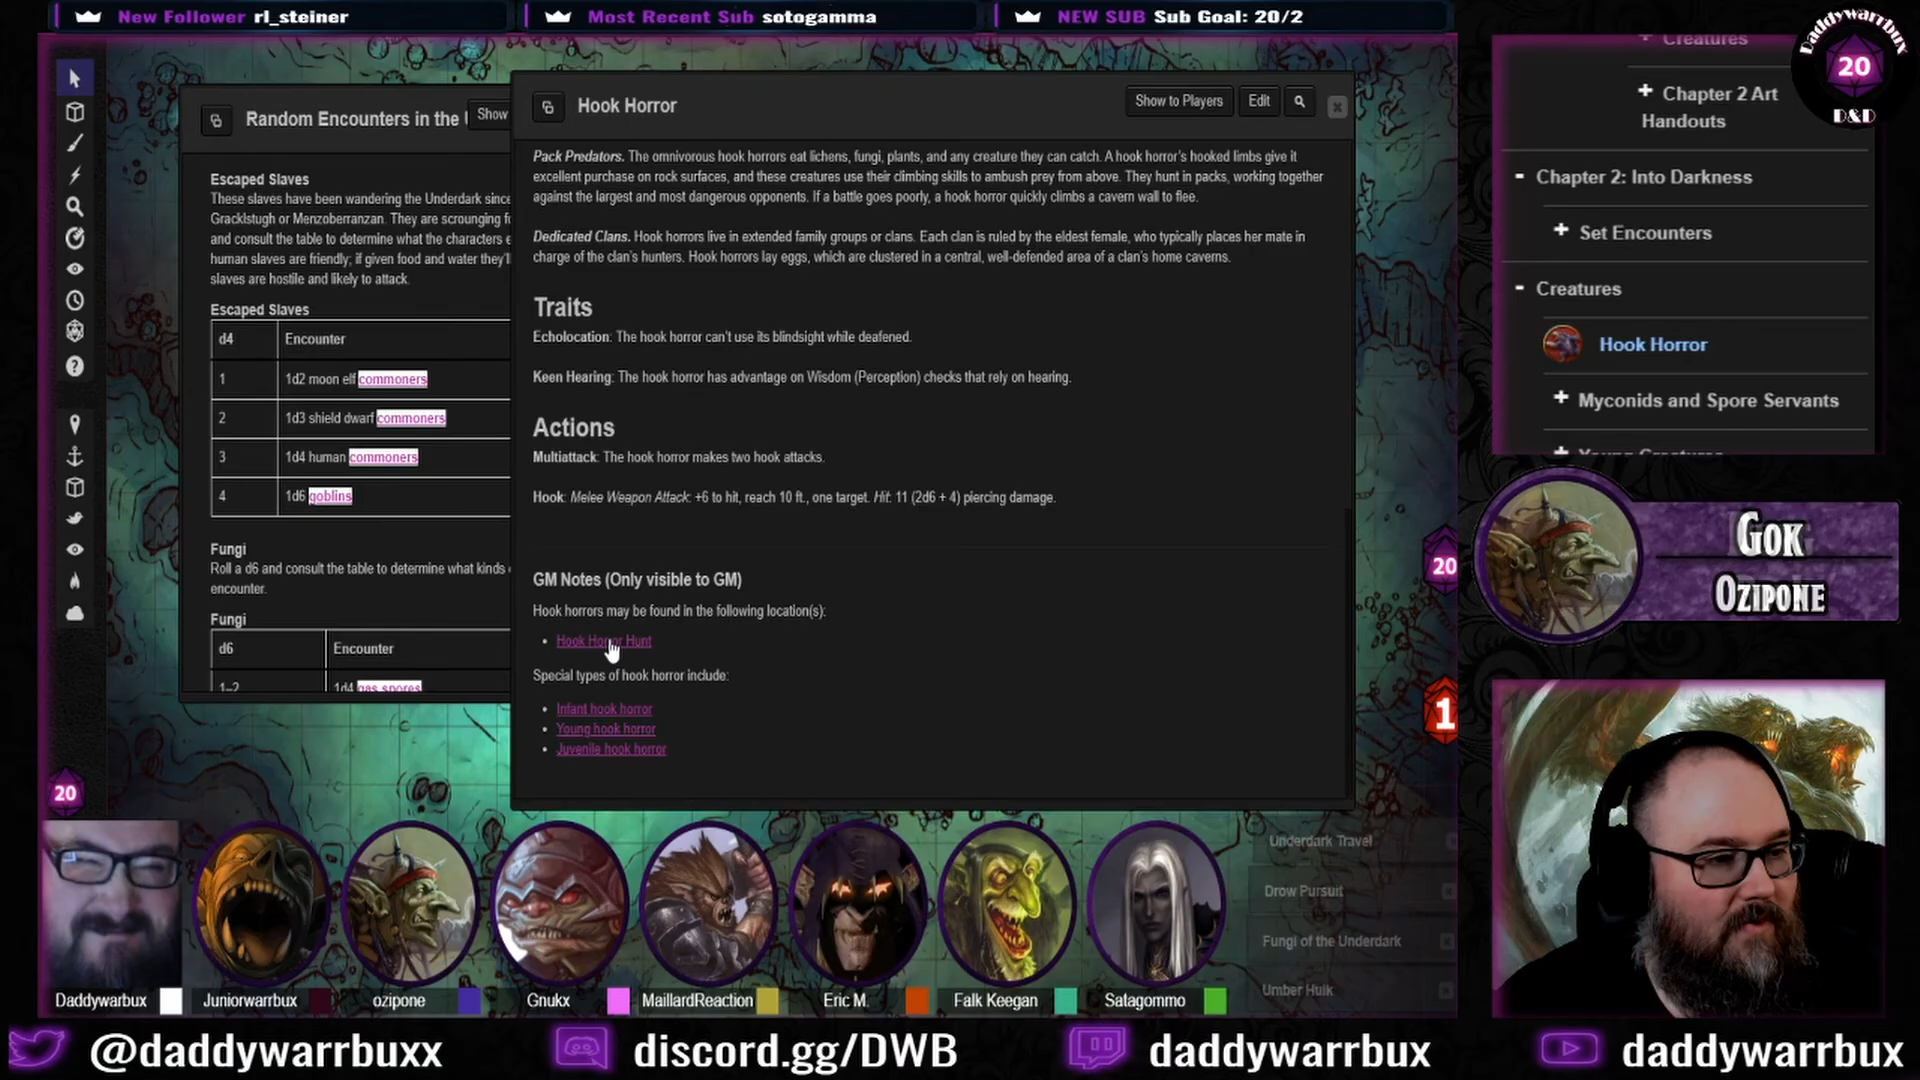 New Follower rl_steiner
Most Recent Sub sotogamma
NEW SUB Sub Goal: 20/2
Daddywarrbux
20
D&D
Random Encounters in the
Show
Escaped Slaves
These slaves have been wandering the Underdark since
Gracklstugh or Menzoberranzan. They are scrounging
and consult the table to determine what the characters e
human slaves are friendly; if given food and water they'll
slaves are hostile and likely to attack.
Escaped Slaves
d4 Encounter
1 1d2 moon elf commoners
2 1d3 shield dwarf commoners
3 1d4 human commoners
4 1d6 goblins
Fungi
Roll a d6 and consult the table to determine what kinds
encounter.
Fungi
d6 Encounter
1–2 1d4 gas spores
Hook Horror
Show to Players Edit
Pack Predators. The omnivorous hook horrors eat lichens, fungi, plants, and any creature they can catch. A hook horror's hooked limbs give it
excellent purchase on rock surfaces, and these creatures use their climbing skills to ambush prey from above. They hunt in packs, working together
against the largest and most dangerous opponents. If a battle goes poorly, a hook horror quickly climbs a cavern wall to flee.
Dedicated Clans. Hook horrors live in extended family groups or clans. Each clan is ruled by the eldest female, who typically places her mate in
charge of the clan's hunters. Hook horrors lay eggs, which are clustered in a central, well-defended area of a clan's home caverns.
Traits
Echolocation: The hook horror can't use its blindsight while deafened.
Keen Hearing: The hook horror has advantage on Wisdom (Perception) checks that rely on hearing.
Actions
Multiattack: The hook horror makes two hook attacks.
Hook: Melee Weapon Attack: +6 to hit, reach 10 ft., one target. Hit: 11 (2d6 + 4) piercing damage.
GM Notes (Only visible to GM)
Hook horrors may be found in the following location(s):
• Hook Horror Hunt
Special types of hook horror include:
• Infant hook horror
• Young hook horror
• Juvenile hook horror
Creatures
+ Chapter 2 Art
Handouts
- Chapter 2: Into Darkness
+ Set Encounters
- Creatures
Hook Horror
+ Myconids and Spore Servants
+ Young Creatures
Gok
Ozipone
20
1
20
Underdark Travel
Drow Pursuit
Fungi of the Underdark
Umber Hulk
Daddywarbux
Juniorwarrbux
ozipone
Gnukx
MaillardReaction
Eric M.
Falk Keegan
Satagommo
@daddywarrbuxx
discord.gg/DWB
daddywarrbux
daddywarrbux